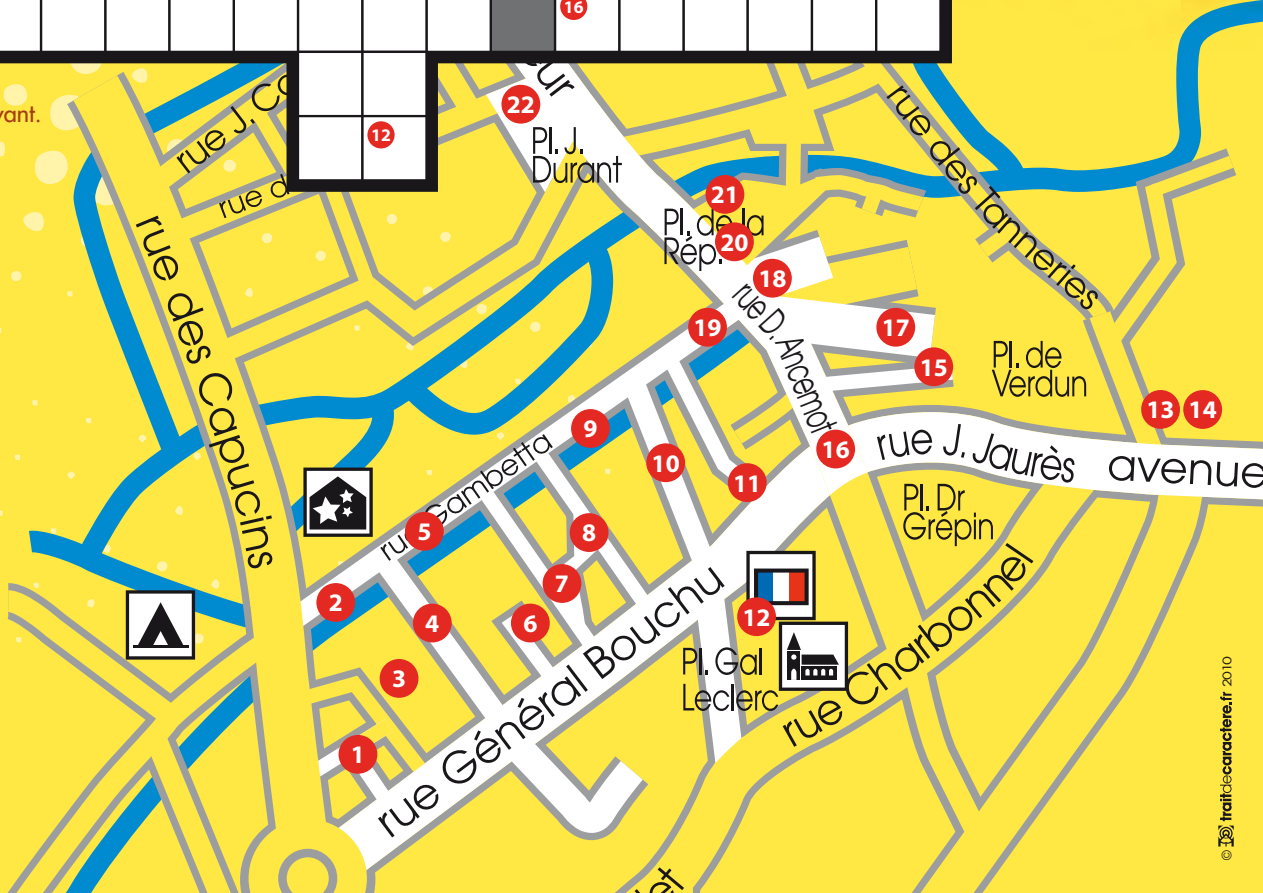 16
vant.
12
22
Pl. J.
Durant
rue J.
rue des Capucins
21
Pl. de la
Rép.
20
18
rue des Tanneries
19
rue D. Ancemot
17
15
Pl. de
Verdun
13 14
9
rue Gambetta
5
10
11
16
rue J. Jaurès avenue
Pl. Dr
Grépin
8
7
2
4
6
12
3
1
rue Général Bouchu
Pl. Gal
Leclerc
rue Charbonnel
© traitdecaractere.fr 2010